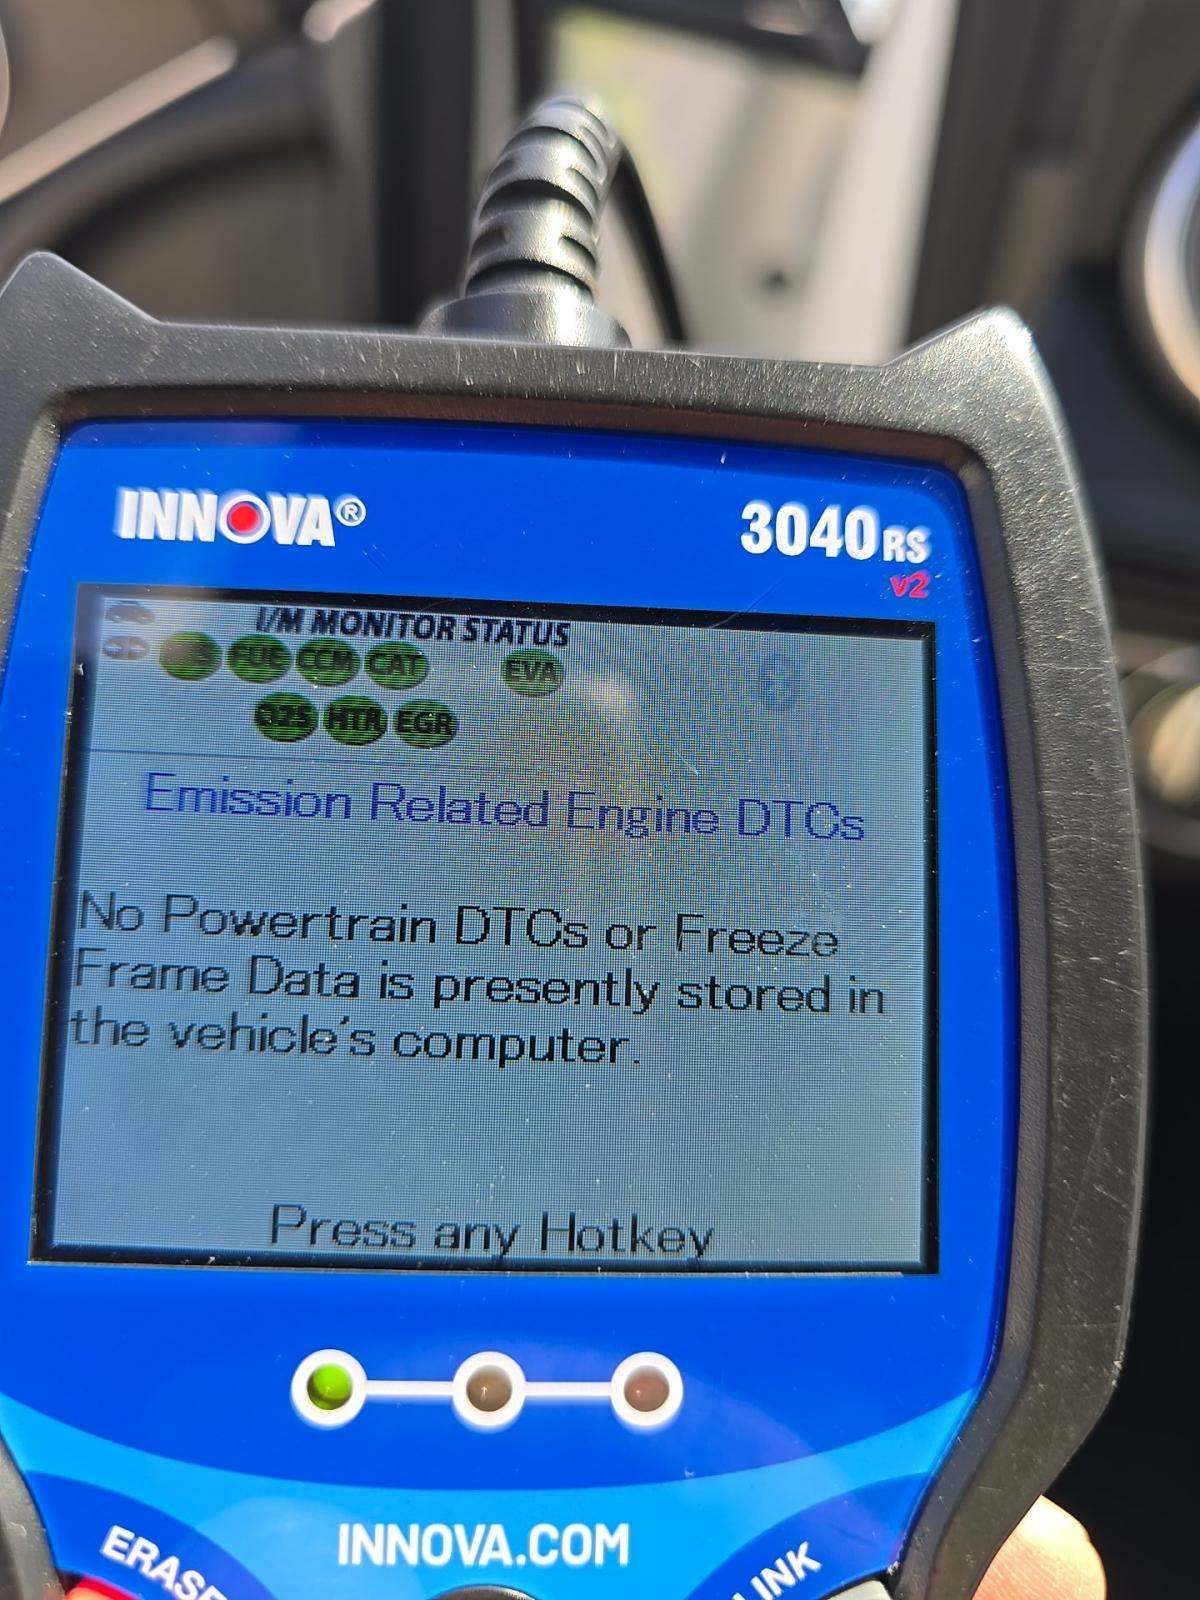 INNOVA®
3040RS
v2
I/M MONITOR STATUS
FUE CCM CAT EVA
O2S HTR EGR
Emission Related Engine DTCs
No Powertrain DTCs or Freeze
Frame Data is presently stored in
the vehicle's computer.
Press any Hotkey
INNOVA.COM
ERASE
LINK